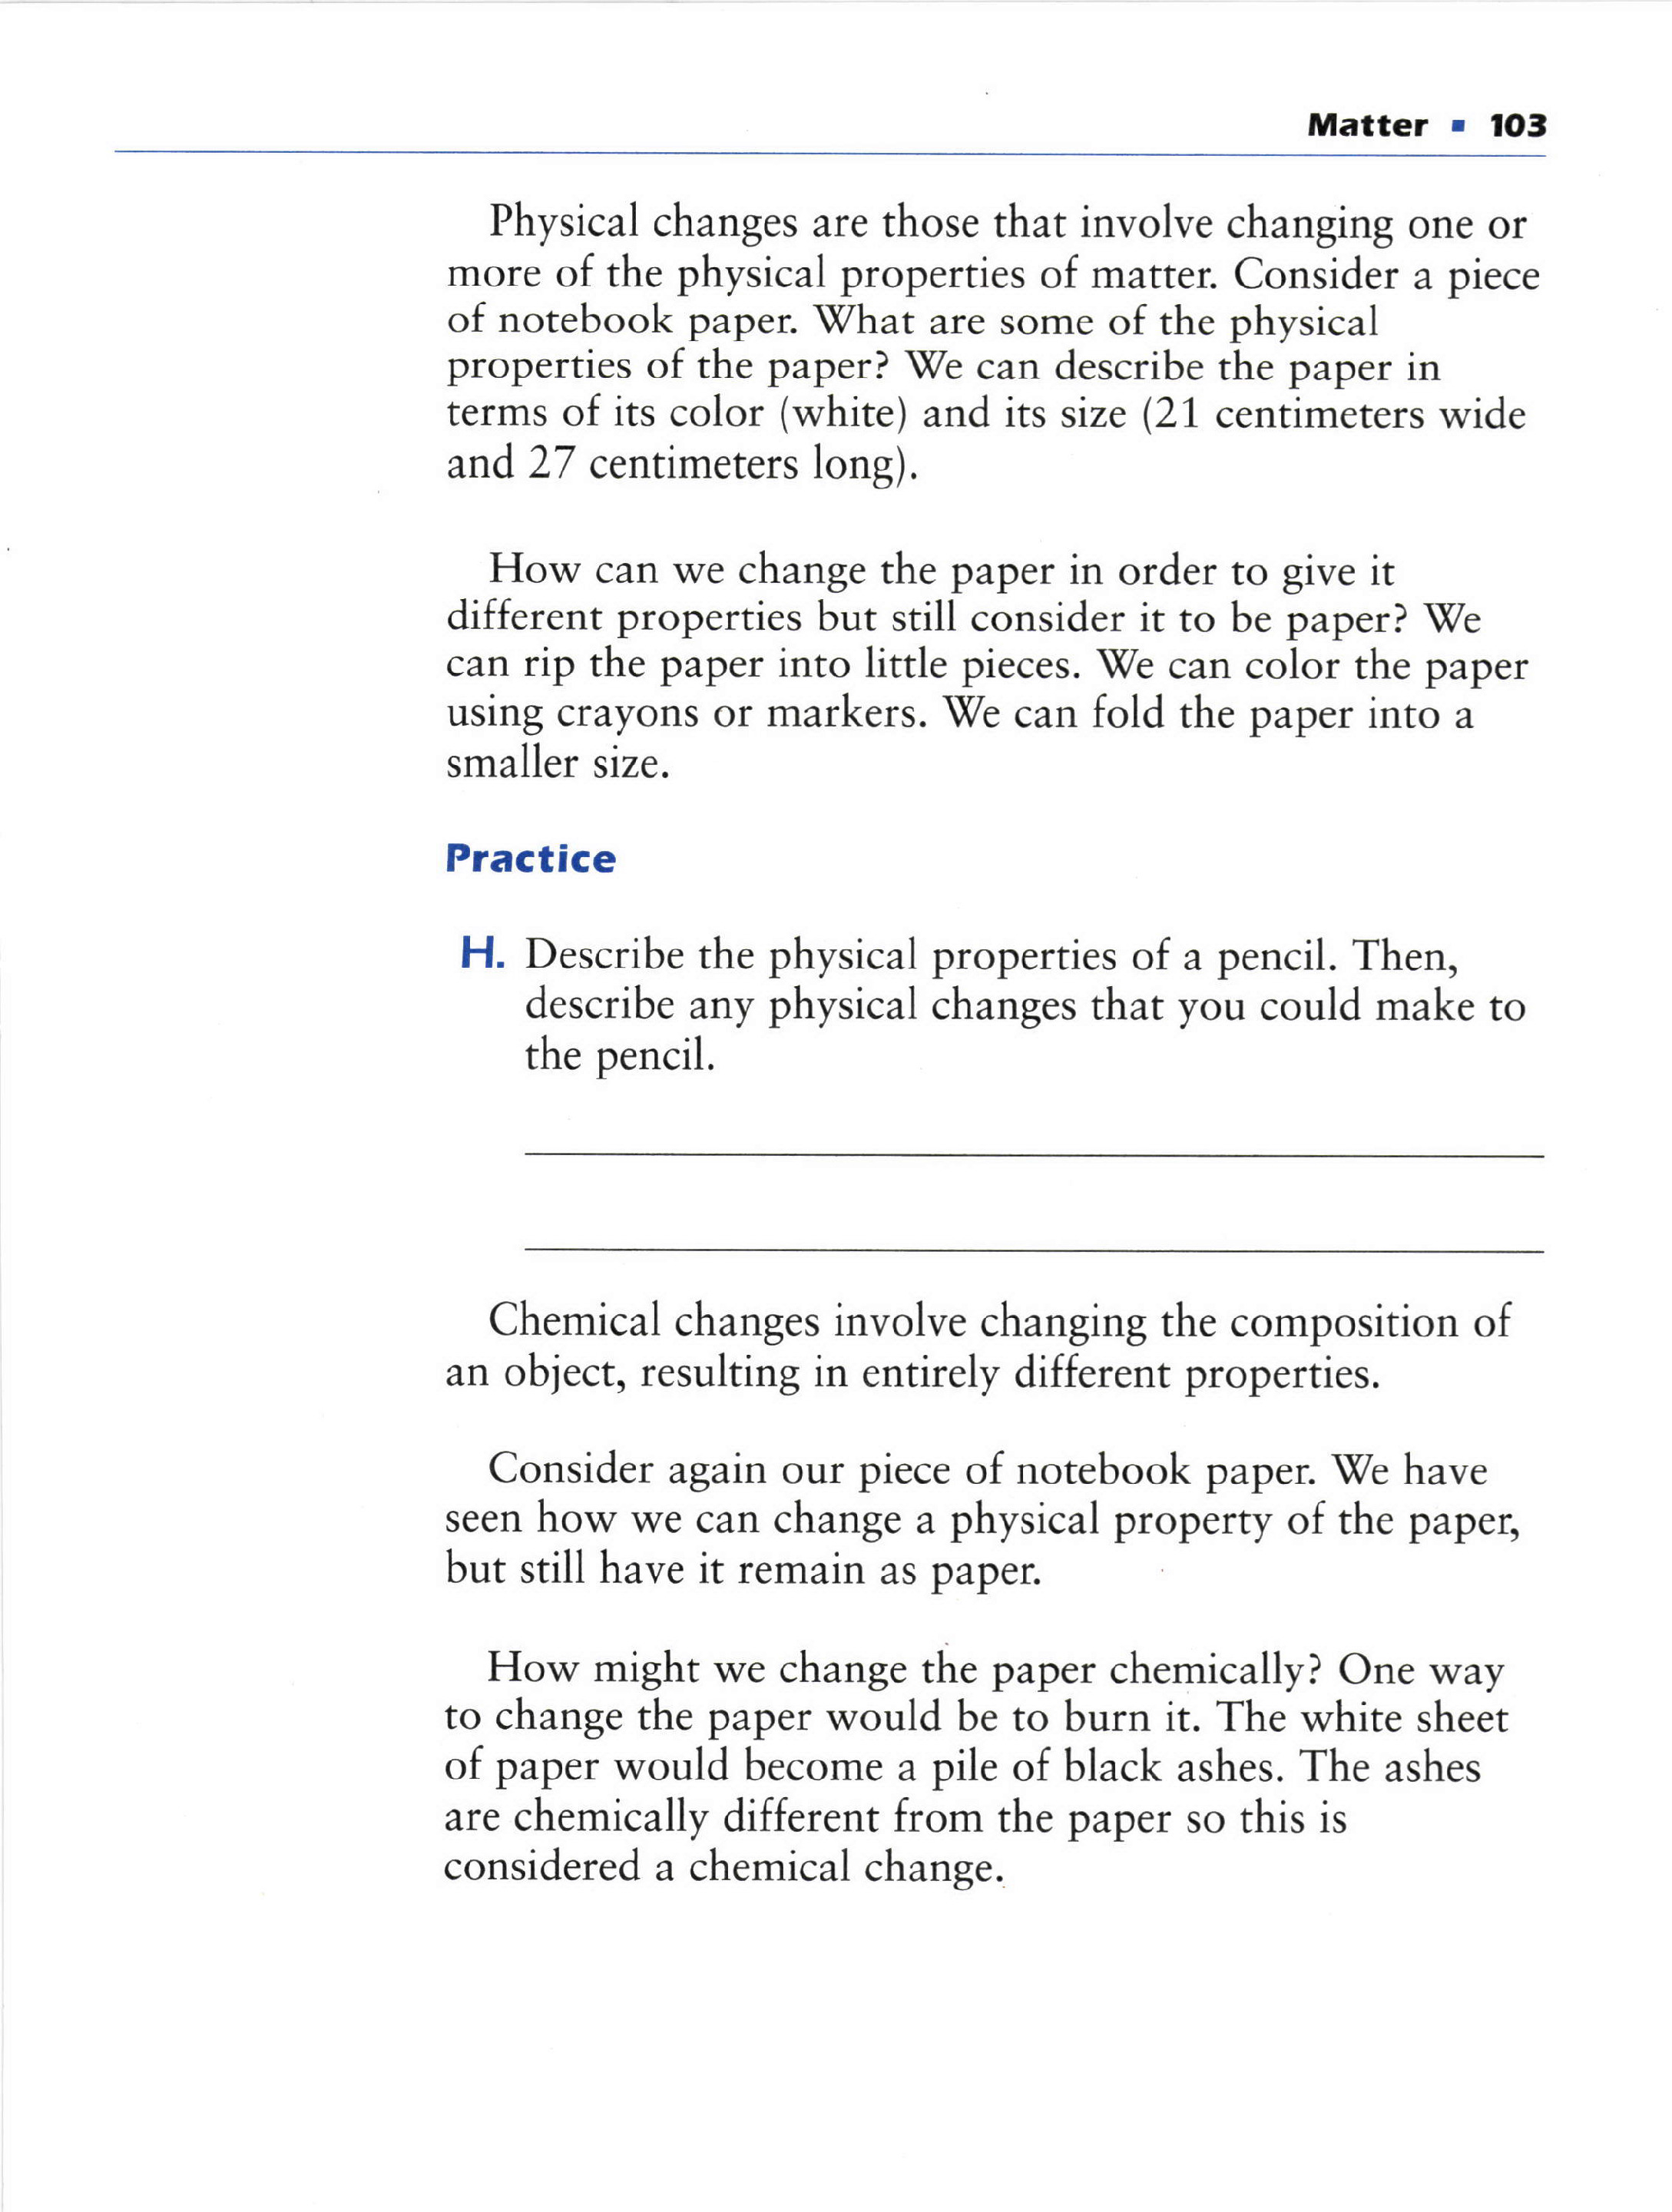 Matter ▪ 103
Physical changes are those that involve changing one or
more of the physical properties of matter. Consider a piece
of notebook paper. What are some of the physical
properties of the paper? We can describe the paper in
terms of its color (white) and its size (21 centimeters wide
and 27 centimeters long).
How can we change the paper in order to give it
different properties but still consider it to be paper? We
can rip the paper into little pieces. We can color the paper
using crayons or markers. We can fold the paper into a
smaller size.
Practice
H. Describe the physical properties of a pencil. Then,
describe any physical changes that you could make to
the pencil.
Chemical changes involve changing the composition of
an object, resulting in entirely different properties.
Consider again our piece of notebook paper. We have
seen how we can change a physical property of the paper,
but still have it remain as paper.
How might we change the paper chemically? One way
to change the paper would be to burn it. The white sheet
of paper would become a pile of black ashes. The ashes
are chemically different from the paper so this is
considered a chemical change.